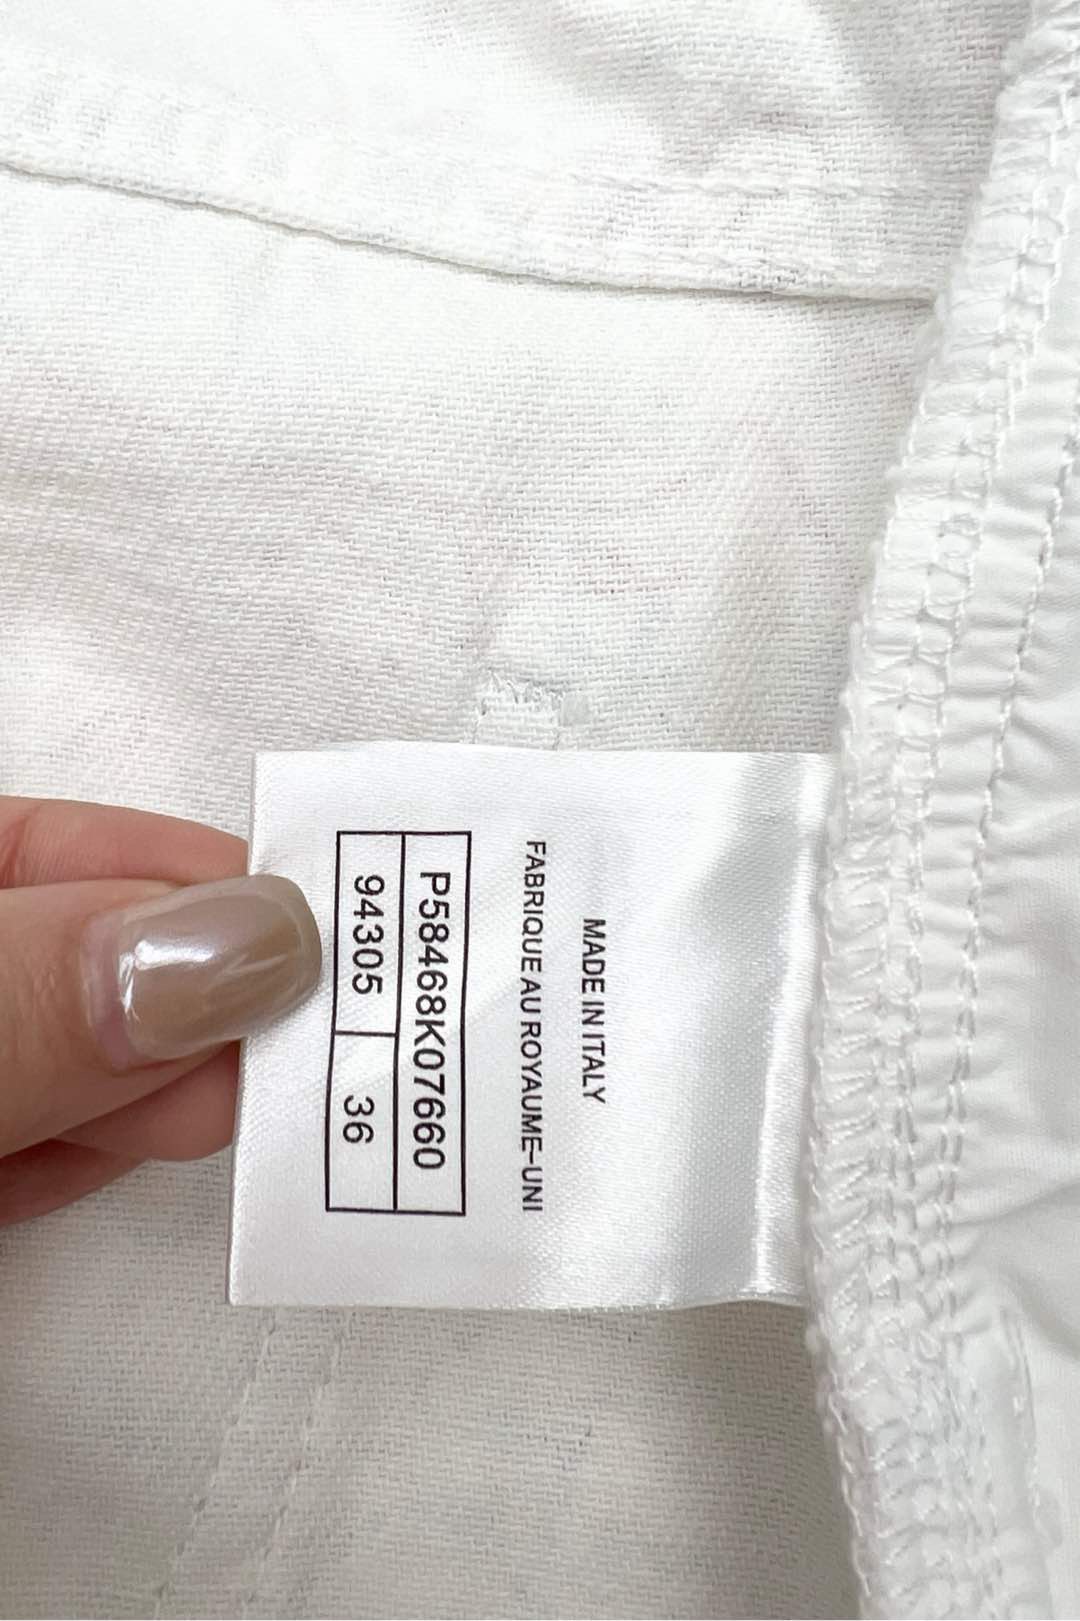 MADE IN ITALY
FABRIQUE AU ROYAUME-UNI
P58468K07660
94305 36